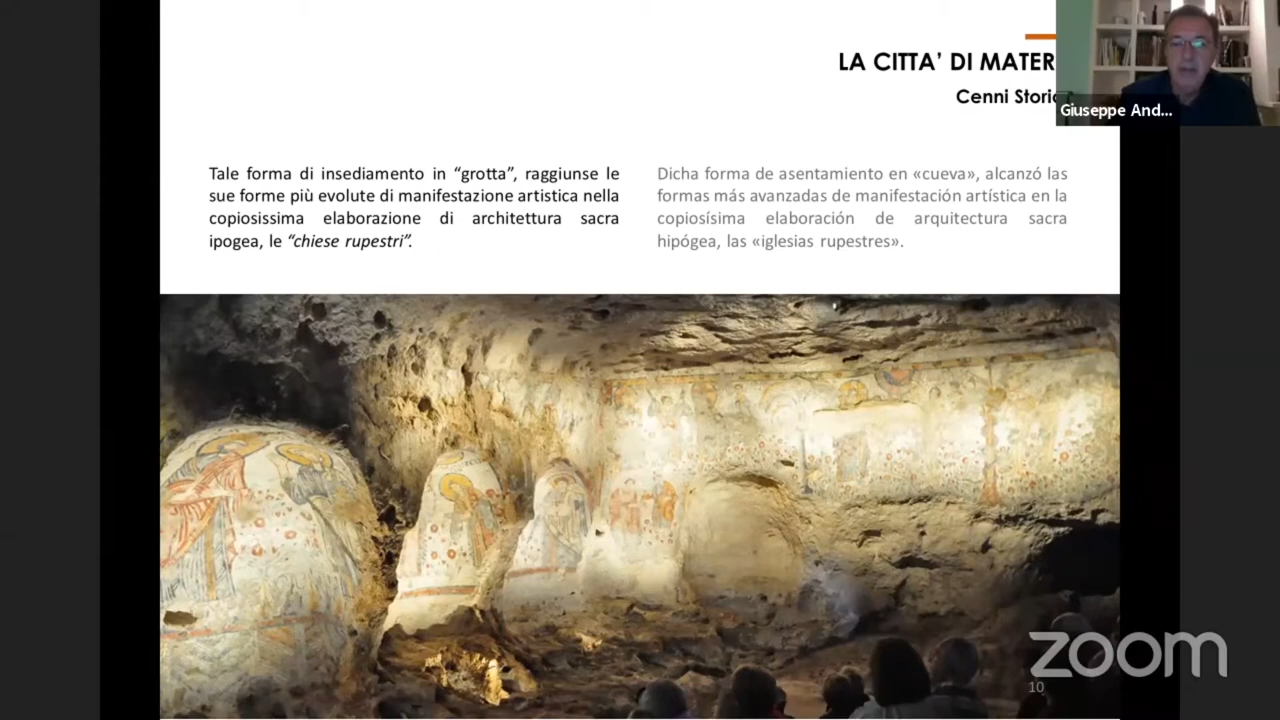 LA CITTA’ DI MATER
Cenni Stori
Giuseppe And...
Tale forma di insediamento in “grotta”, raggiunse le
sue forme più evolute di manifestazione artistica nella
copiosissima elaborazione di architettura sacra
ipogea, le “chiese rupestri”.
Dicha forma de asentamiento en «cueva», alcanzó las
formas más avanzadas de manifestación artística en la
copiosísima elaboración de arquitectura sacra
hipógea, las «iglesias rupestres».
zoom
10